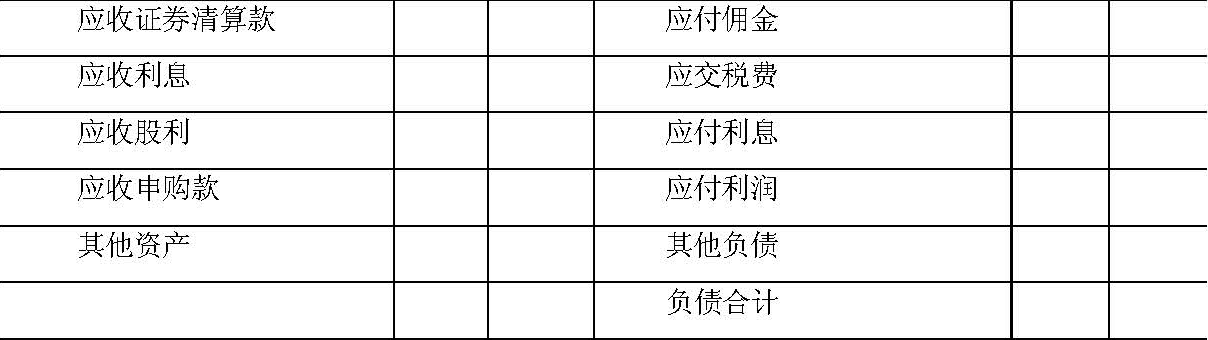 应收证券清算款 应付佣金
应收利息 应交税费
应收股利 应付利息
应收申购款 应付利润
其他资产 其他负债
负债合计